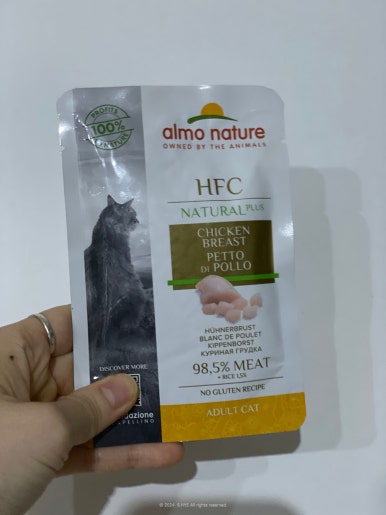 PROFITS
100%
almo nature
OWNED BY THE ANIMALS
HFC
NATURAL PLUS
CHICKEN
BREAST
PETTO
DI POLLO
HÜHNERBRUST
BLANC DE POULET
KIPPENBORST
КУРИНАЯ ГРУДКА
98,5% MEAT
+ RICE 1,5%
NO GLUTEN RECIPE
ADULT CAT
DISCOVER MORE